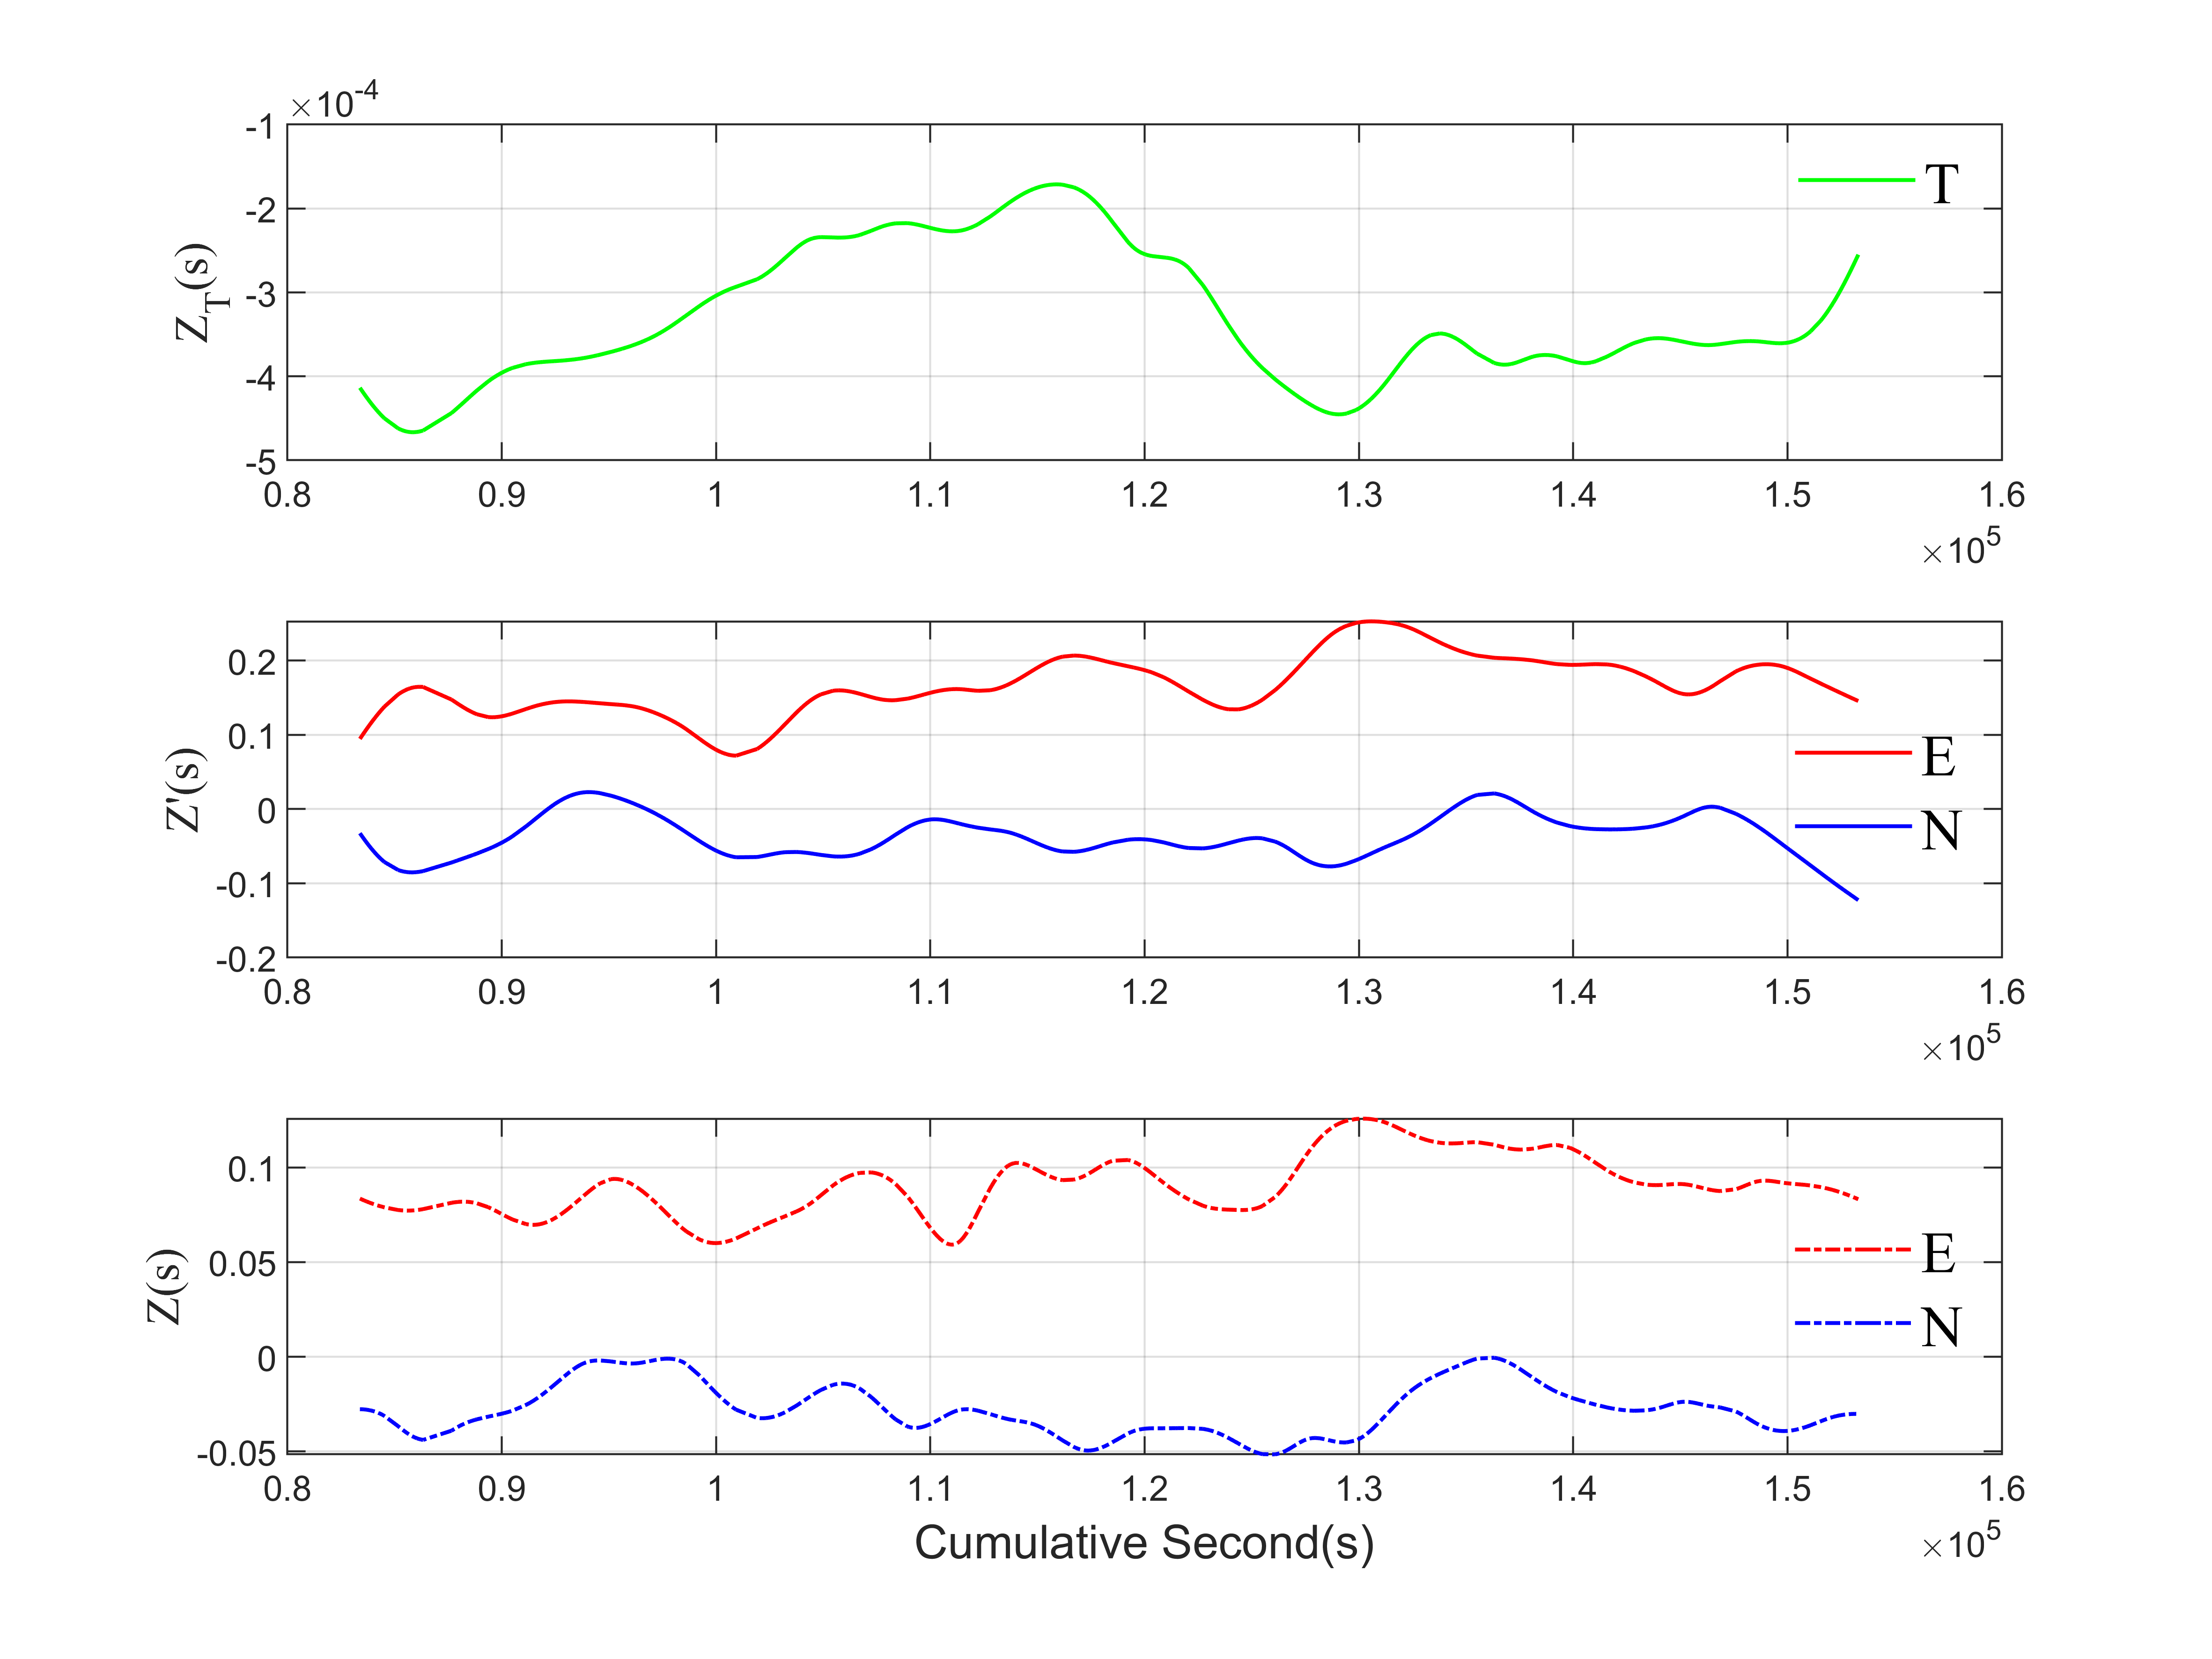 ×10-4
-1
-2
-3
-4
-5
Z_T(s)
T
0.8 0.9 1 1.1 1.2 1.3 1.4 1.5 1.6
×10^5
0.2
0.1
0
-0.1
-0.2
Z'(s)
E
N
0.8 0.9 1 1.1 1.2 1.3 1.4 1.5 1.6
×10^5
0.1
0.05
0
-0.05
Z(s)
E
N
0.8 0.9 1 1.1 1.2 1.3 1.4 1.5 1.6
Cumulative Second(s)
×10^5